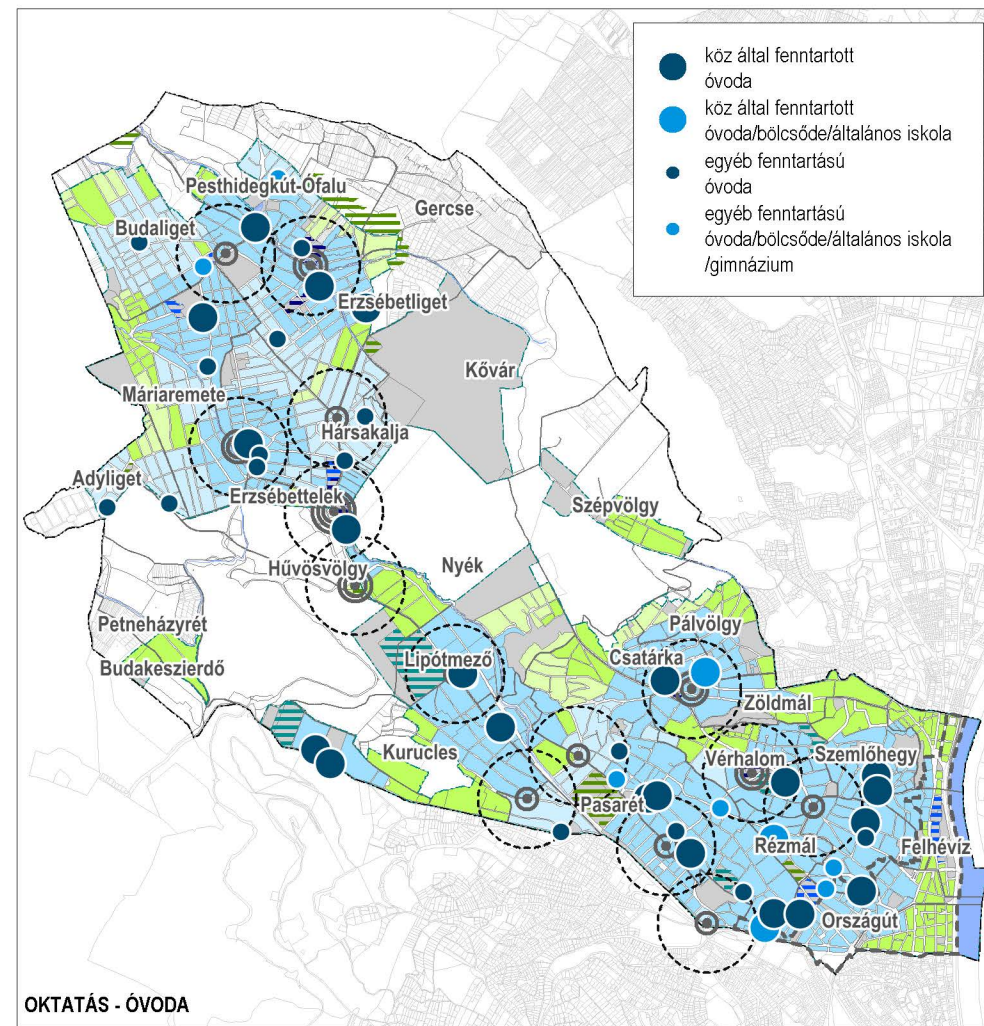 köz által fenntartott
óvoda
köz által fenntartott
óvoda/bölcsőde/általános iskola
egyéb fenntartású
óvoda
egyéb fenntartású
óvoda/bölcsőde/általános iskola
/gimnázium
Pesthidegkút-Ófalu
Gercse
Budaliget
Erzsébetliget
Kővár
Máriaremete
Hársakalja
Adyliget
Erzsébettelek
Szépvölgy
Hűvösvölgy
Nyék
Petneházyrét
Pálvölgy
Budakeszierdő
Lipótmező
Csatárka
Zöldmál
Kurucles
Vérhalom
Szemlőhegy
Pasarét
Rézmál
Felhévíz
Országút
OKTATÁS - ÓVODA